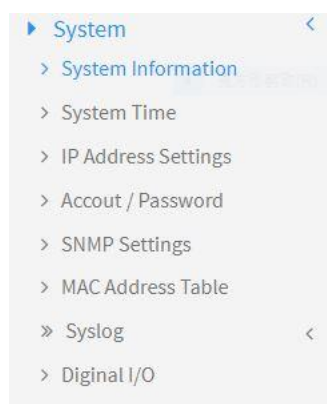 System
System Information
System Time
IP Address Settings
Accout / Password
SNMP Settings
MAC Address Table
Syslog
Diginal I/O